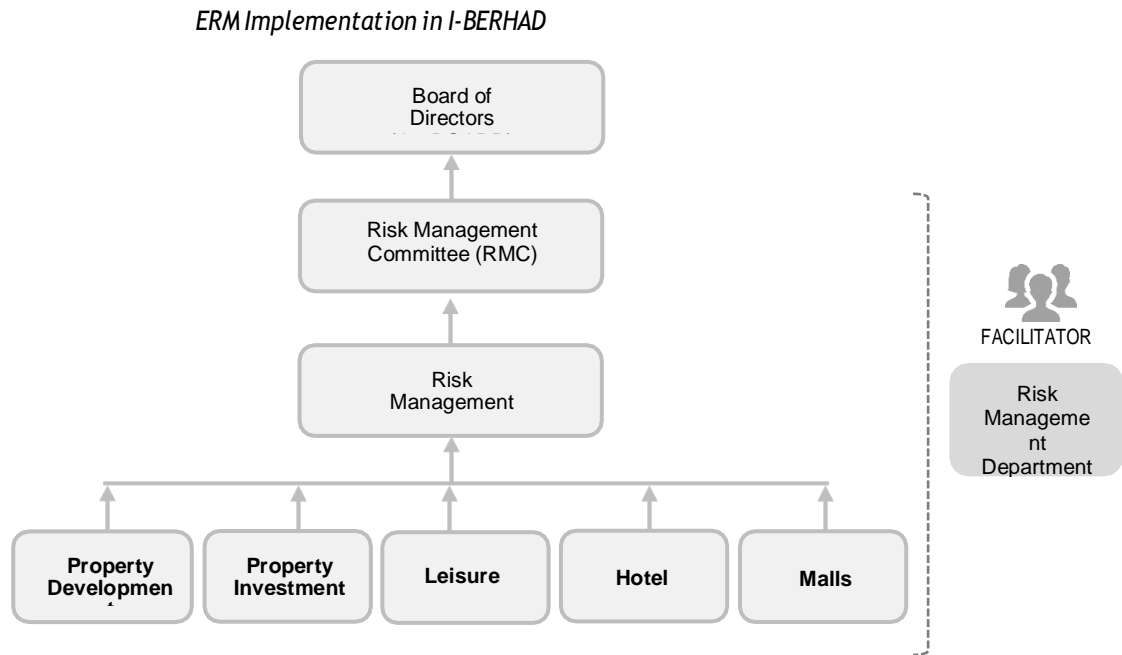 ERM Implementation in I-BERHAD
Board of
Directors
Risk Management
Committee (RMC)
Risk
Management
FACILITATOR
Risk
Manageme
nt
Department
Property
Developmen
Property
Investment
Leisure
Hotel
Malls